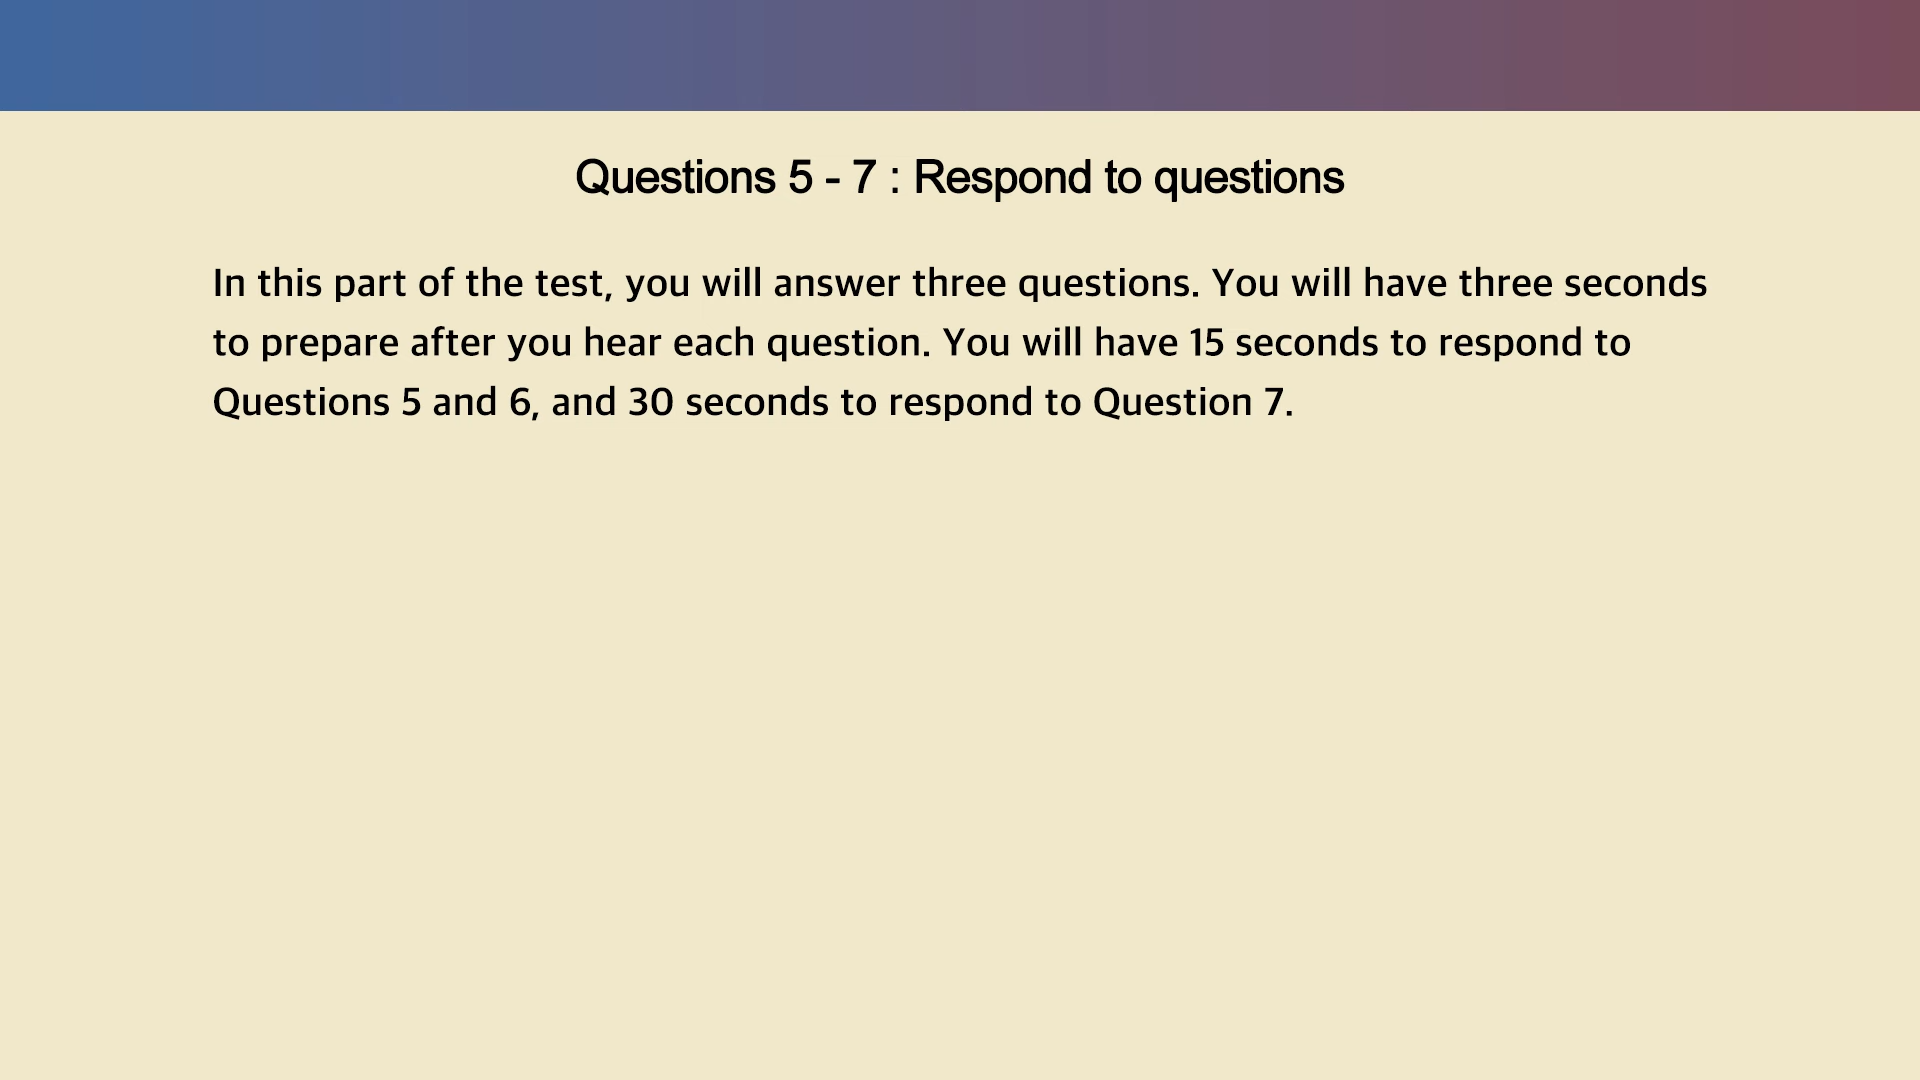 Questions 5 - 7 : Respond to questions
In this part of the test, you will answer three questions. You will have three seconds
to prepare after you hear each question. You will have 15 seconds to respond to
Questions 5 and 6, and 30 seconds to respond to Question 7.